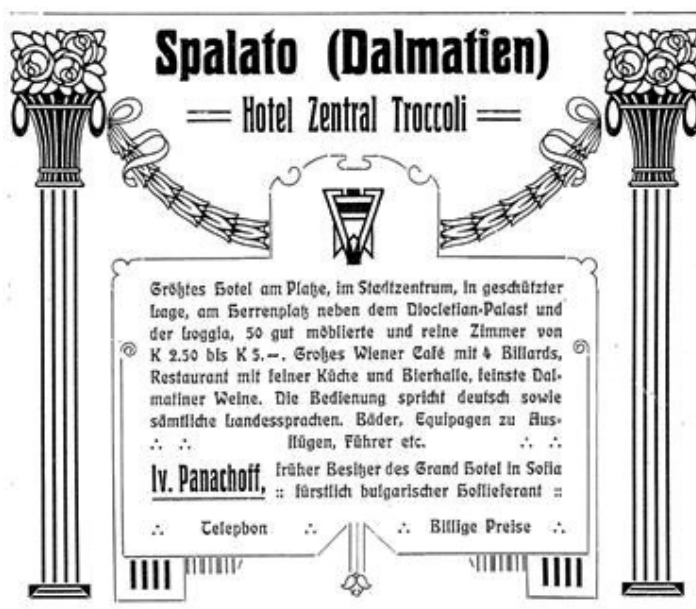 Spalato (Dalmatien)
Hotel Zentral Troccoli
Größtes Hotel am Platze, im Stadtzentrum, in geschützter
Lage, am Herrenplatz neben dem Diocletian-Palast und
der Loggia, 50 gut möblierte und reine Zimmer von
K 2.50 bis K 5.—. Großes Wiener Café mit 4 Billards,
Restaurant mit feiner Küche und Bierhalle, feinste Dal-
matiner Weine. Die Bedienung spricht deutsch sowie
sämtliche Landessprachen. Bäder, Equipagen zu Aus-
flügen, Führer etc.
Iv. Panachoff, früher Besitzer des Grand Hotel in Sofia
:: fürstlich bulgarischer Hoflieferant ::
Telephon Billige Preise